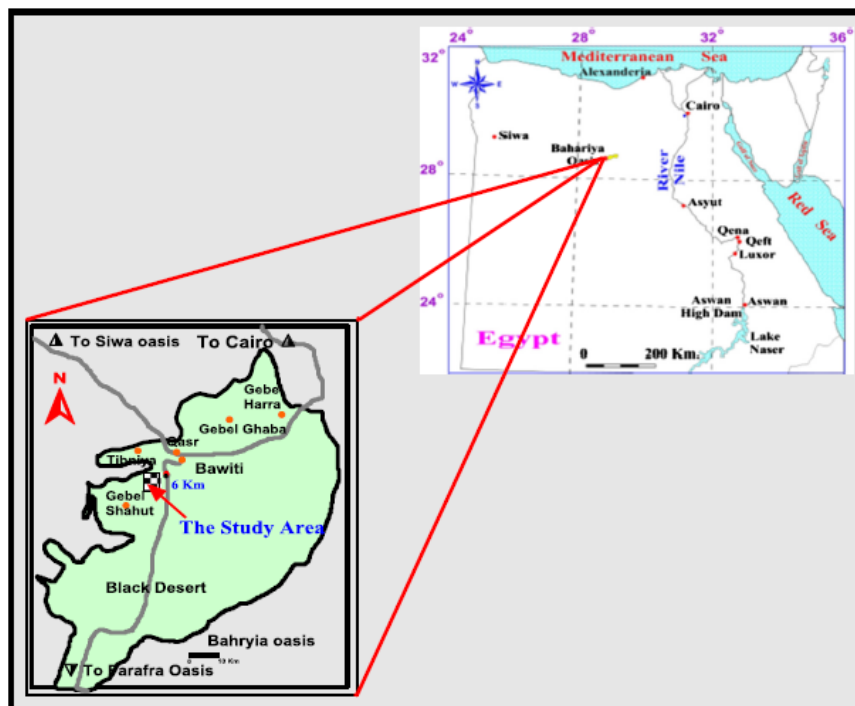 24°
28°
32°
36°
32°
Mediterranean Sea
Alexanderia
N
W
E
S
Cairo
Siwa
Bahariya
28°
River Nile
Red Sea
Asyut
Qena
Qeft
Luxor
24°
Aswan
High Dam
Aswan
Egypt
Lake
Naser
0 200 Km.
To Siwa oasis
To Cairo
N
Gebel
Harra
Gebel Ghaba
Qasr
Tibniya
Bawiti
6 Km
Gebel
Shahut
The Study Area
Black Desert
Bahryia oasis
0 10 Km
To Farafra Oasis